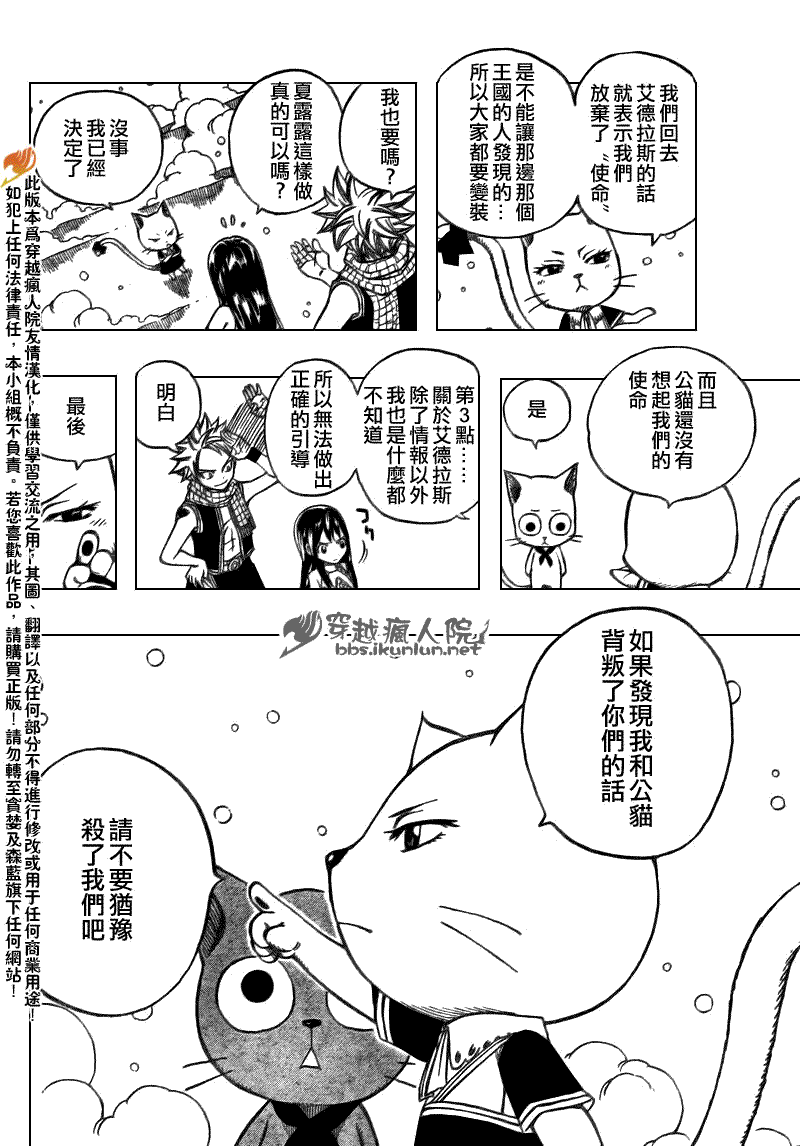 我們回去
艾德拉斯的話
就表示我們
放棄了〝使命〞
是不能讓那邊那個
王國的人發現的…
所以大家都要變裝
我也要嗎？
夏露露這樣做
真的可以嗎？
沒事
我已經
決定了
而且
公貓還沒有
想起我們的
使命
是
第3點……
關於艾德拉斯
除了情報以外
我也是什麼都
不知道
所以無法做出
正確的引導
明白
コクッ
最後
如果發現我和公貓
背叛了你們的話
請不要猶豫
殺了我們吧
穿越瘋人院
bbs.ikunlun.net
此版本爲穿越瘋人院友情漢化，僅供學習交流之用，其圖、翻譯以及任何部分不得進行修改或用于任何商業用途！
如犯上任何法律責任，本小組概不負責。若您喜歡此作品，請購買正版！請勿轉至貪婪及森藍旗下任何網站！